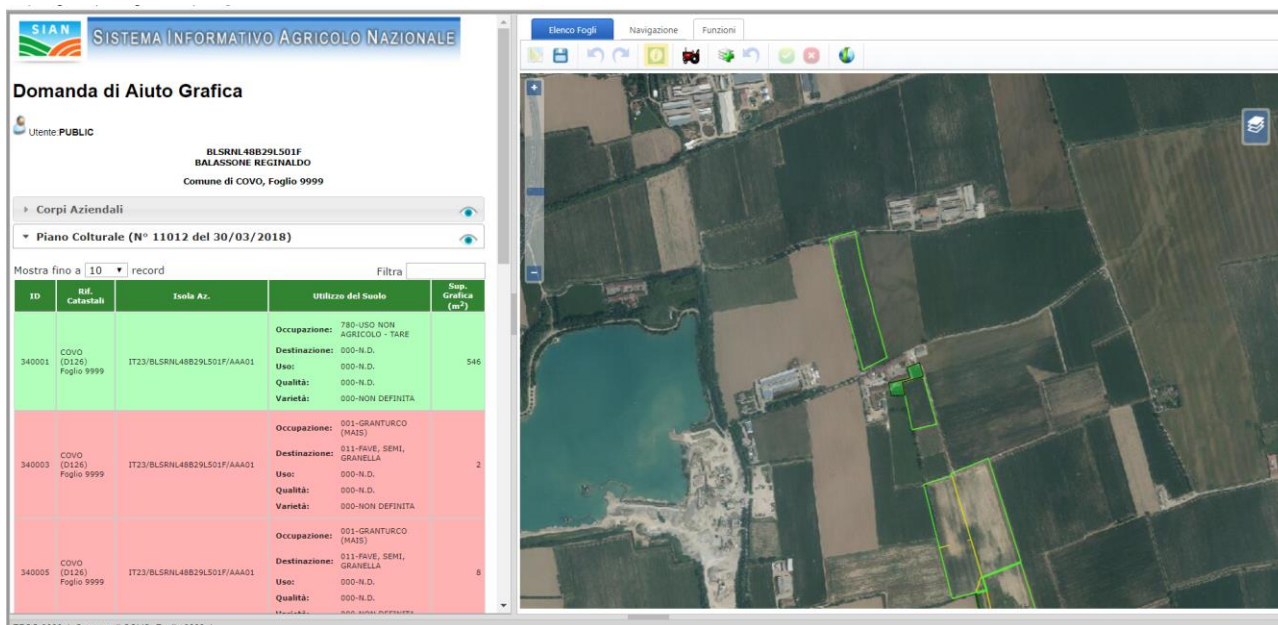 SIAN
SISTEMA INFORMATIVO AGRICOLO NAZIONALE
Domanda di Aiuto Grafica
Utente:PUBLIC
BLSRNL48B29L501F
BALASSONE REGINALDO
Comune di COVO, Foglio 9999
Corpi Aziendali
Piano Colturale (N° 11012 del 30/03/2018)
Mostra fino a 10 record Filtra
ID Rif. Catastali Isola Az. Utilizzo del Suolo Sup. Grafica (m²)
340001 COVO (D126) Foglio 9999 IT23/BLSRNL48B29L501F/AAA01
Occupazione: 780-USO NON AGRICOLO - TARE
Destinazione: 000-N.D.
Uso: 000-N.D.
Qualità: 000-N.D.
Varietà: 000-NON DEFINITA
546
340003 COVO (D126) Foglio 9999 IT23/BLSRNL48B29L501F/AAA01
Occupazione: 001-GRANTURCO (MAIS)
Destinazione: 011-FAVE, SEMI, GRANELLA
Uso: 000-N.D.
Qualità: 000-N.D.
Varietà: 000-NON DEFINITA
2
340005 COVO (D126) Foglio 9999 IT23/BLSRNL48B29L501F/AAA01
Occupazione: 001-GRANTURCO (MAIS)
Destinazione: 011-FAVE, SEMI, GRANELLA
Uso: 000-N.D.
Qualità: 000-N.D.
8
Elenco Fogli Navigazione Funzioni